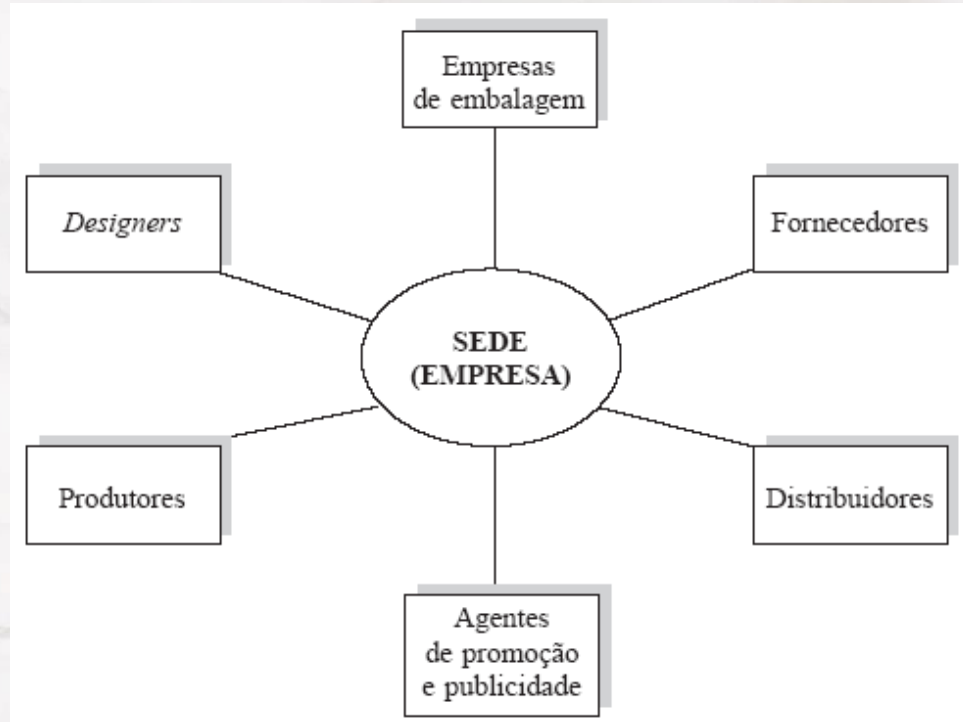 Empresas
de embalagem
Designers
Fornecedores
SEDE
(EMPRESA)
Produtores
Distribuidores
Agentes
de promoção
e publicidade